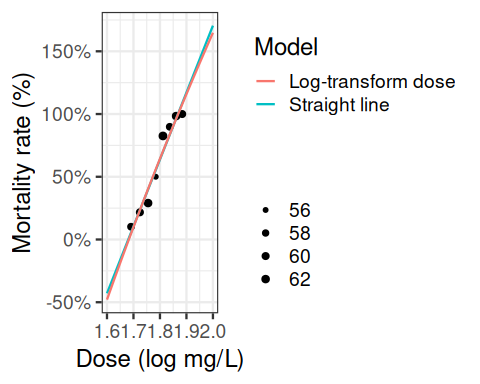 Mortality rate (%)
150%
100%
50%
0%
-50%
1.61.71.81.92.0
Dose (log mg/L)
Model
Log-transform dose
Straight line
56
58
60
62